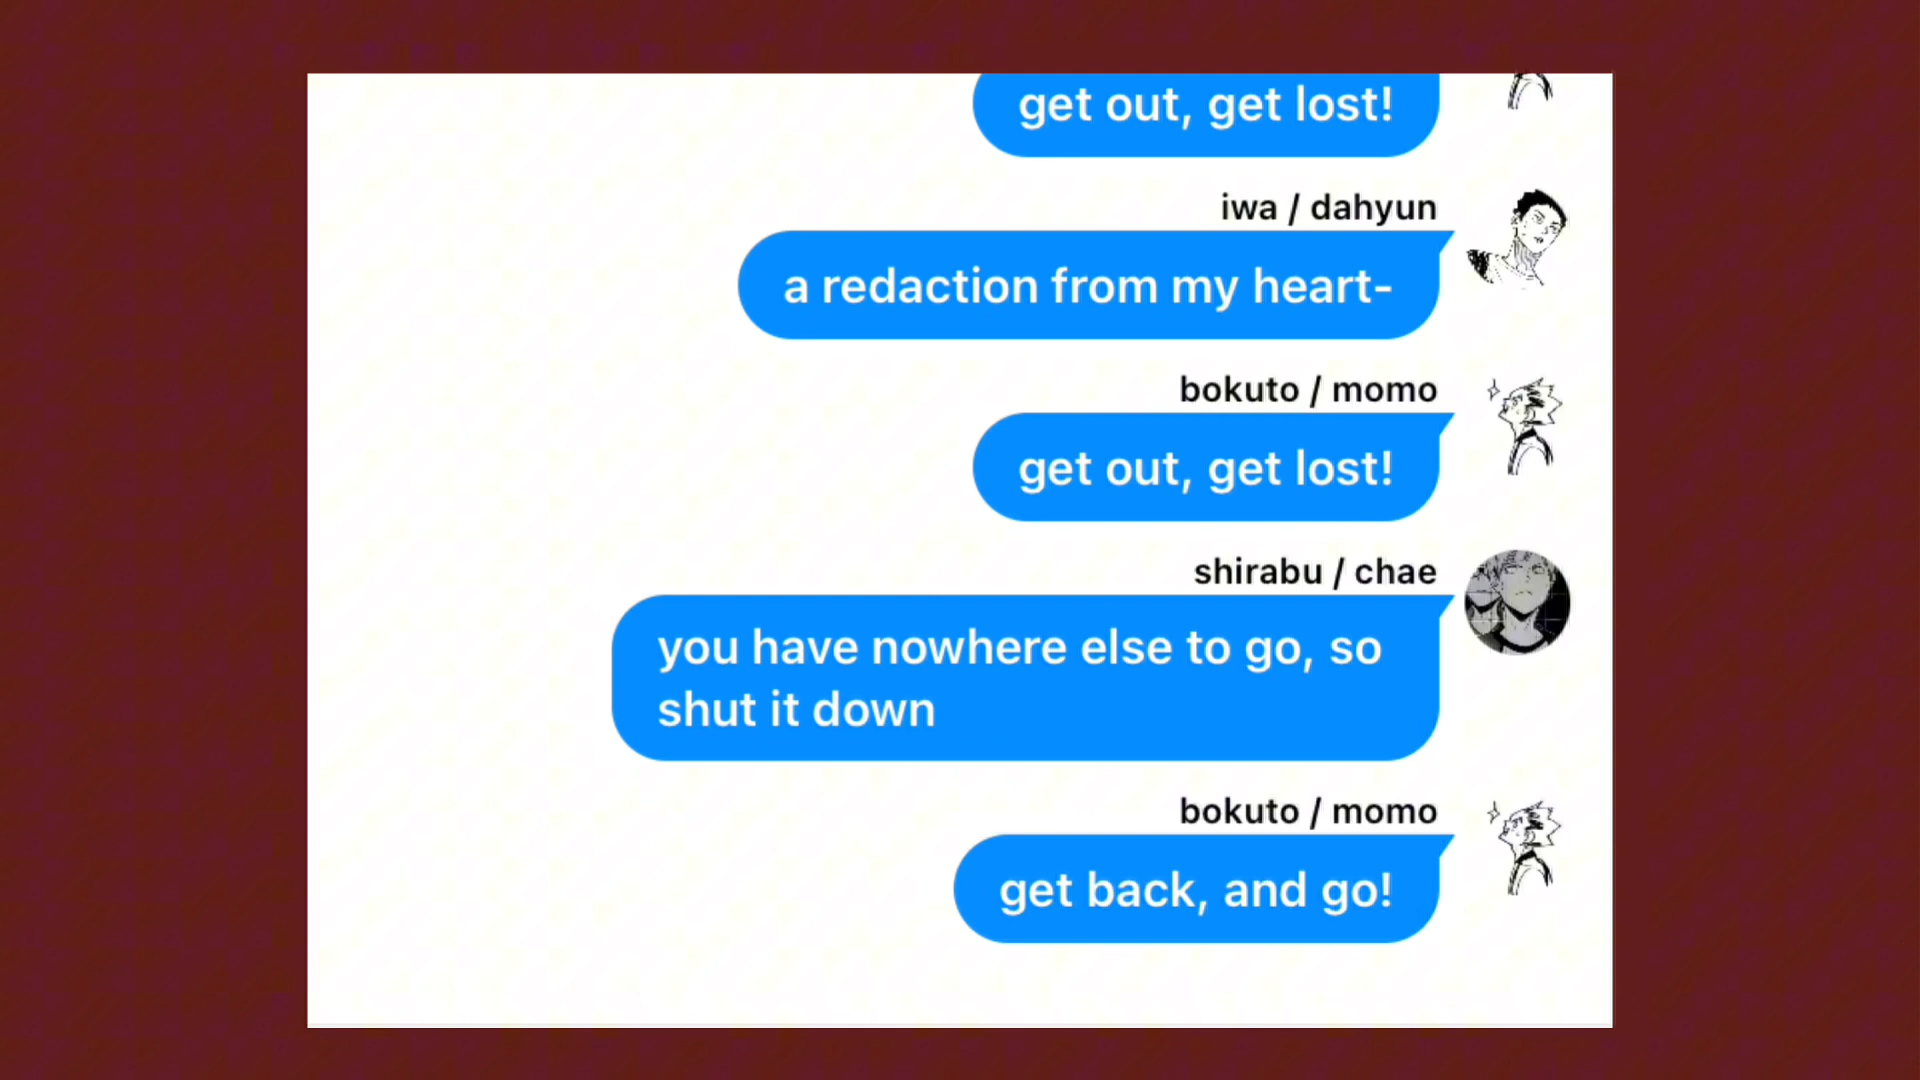 get out, get lost!
iwa / dahyun
a redaction from my heart-
bokuto / momo
get out, get lost!
shirabu / chae
you have nowhere else to go, so
shut it down
bokuto / momo
get back, and go!